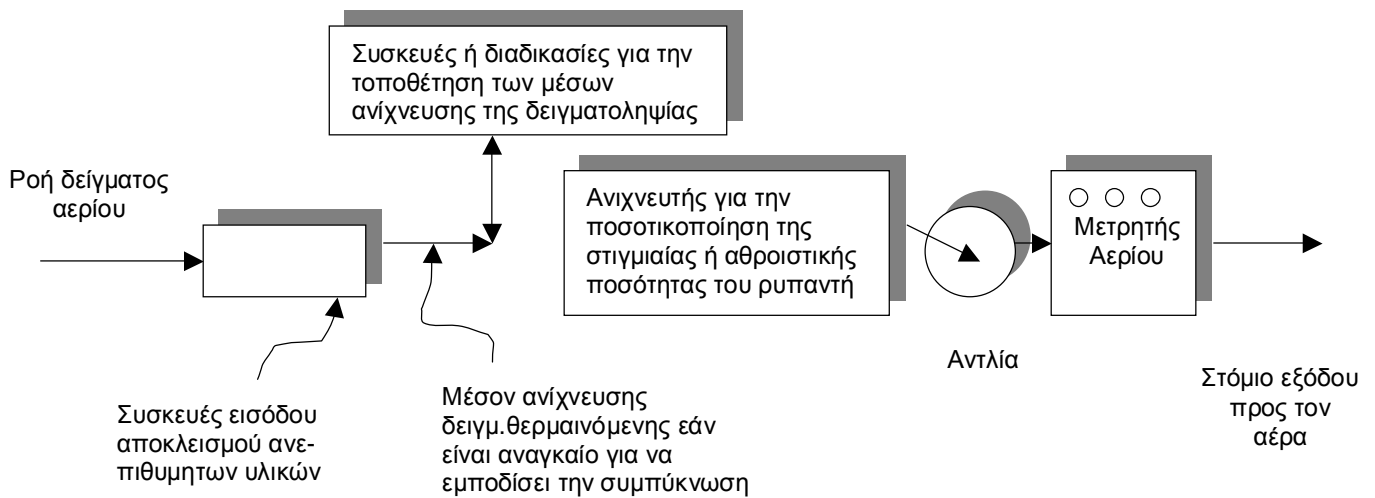 Συσκευές ή διαδικασίες για την
τοποθέτηση των μέσων
ανίχνευσης της δειγματοληψίας
Ροή δείγματος
αερίου
Ανιχνευτής για την
ποσοτικοποίηση της
στιγμιαίας ή αθροιστικής
ποσότητας του ρυπαντή
Μετρητής
Αερίου
Αντλία
Συσκευές εισόδου
αποκλεισμού ανε-
πιθυμητων υλικών
Μέσον ανίχνευσης
δειγμ.θερμαινόμενης εάν
είναι αναγκαίο για να
εμποδίσει την συμπύκνωση
Στόμιο εξόδου
προς τον
αέρα